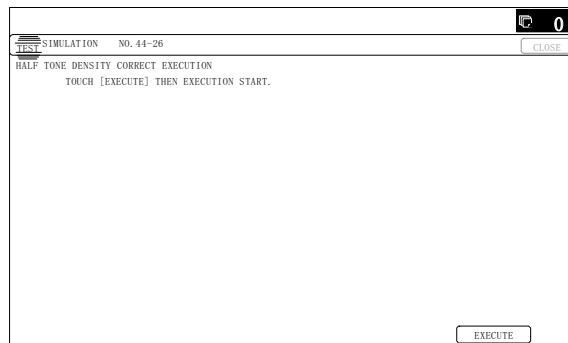 0
TEST SIMULATION NO. 44-26 CLOSE
HALF TONE DENSITY CORRECT EXECUTION
TOUCH [EXECUTE] THEN EXECUTION START.
EXECUTE